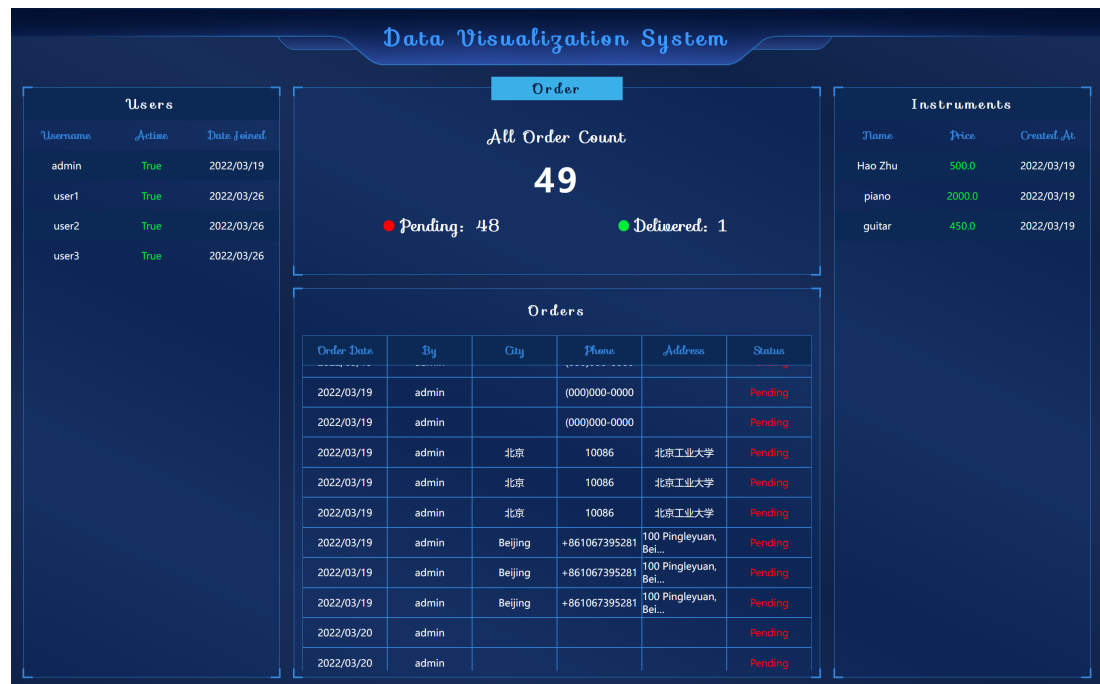 Data Visualization System
Users
Username Active Date Joined
admin True 2022/03/19
user1 True 2022/03/26
user2 True 2022/03/26
user3 True 2022/03/26
Order
All Order Count
49
Pending: 48 Delivered: 1
Orders
Order Date By City Phone Address Status
2022/03/19 admin (000)000-0000 Pending
2022/03/19 admin (000)000-0000 Pending
2022/03/19 admin 北京 10086 北京工业大学 Pending
2022/03/19 admin 北京 10086 北京工业大学 Pending
2022/03/19 admin 北京 10086 北京工业大学 Pending
2022/03/19 admin Beijing +861067395281 100 Pingleyuan, Bei... Pending
2022/03/19 admin Beijing +861067395281 100 Pingleyuan, Bei... Pending
2022/03/19 admin Beijing +861067395281 100 Pingleyuan, Bei... Pending
2022/03/20 admin Pending
2022/03/20 admin Pending
Instruments
Name Price Created At
Hao Zhu 500.0 2022/03/19
piano 2000.0 2022/03/19
guitar 450.0 2022/03/19